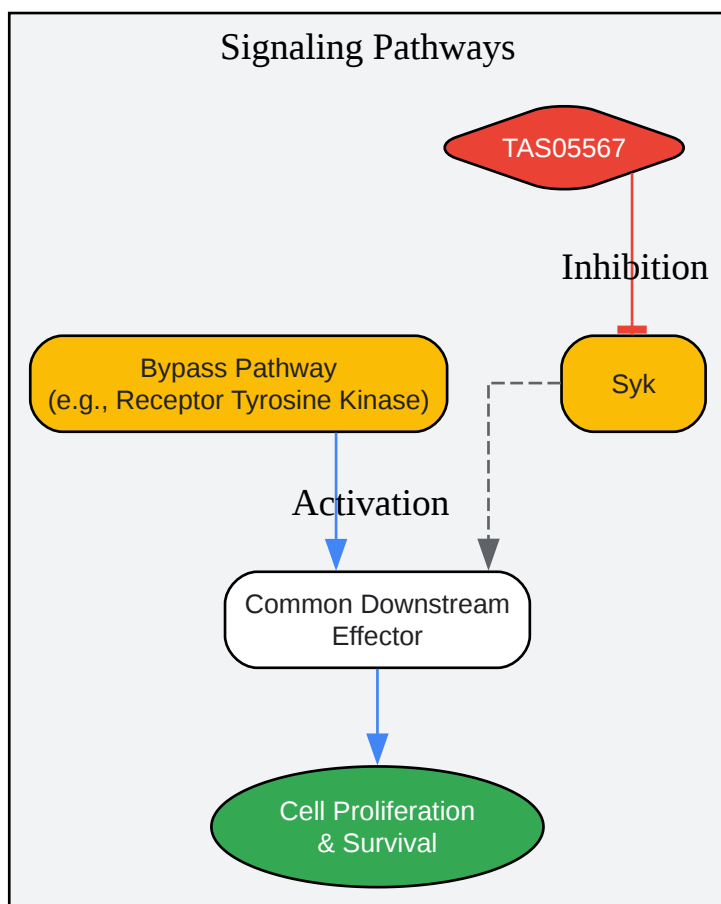 Signaling Pathways
TAS05567
Inhibition
Bypass Pathway
(e.g., Receptor Tyrosine Kinase)
Syk
Activation
Common Downstream
Effector
Cell Proliferation
& Survival